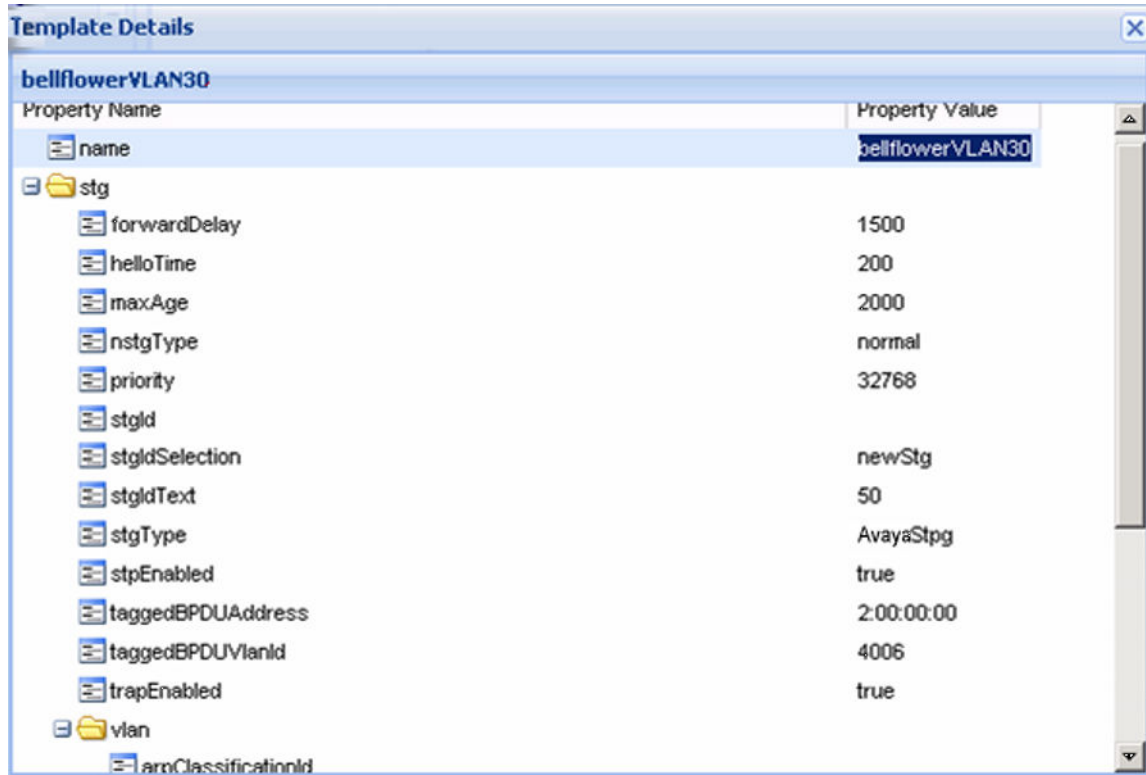 Template Details
bellflowerVLAN30
Property Name Property Value
name bellflowerVLAN30
stg
forwardDelay 1500
helloTime 200
maxAge 2000
nstgType normal
priority 32768
stgId
stgIdSelection newStg
stgIdText 50
stgType AvayaStpg
stpEnabled true
taggedBPDUAddress 2:00:00:00
taggedBPDUVlanId 4006
trapEnabled true
vlan
arpClassificationId